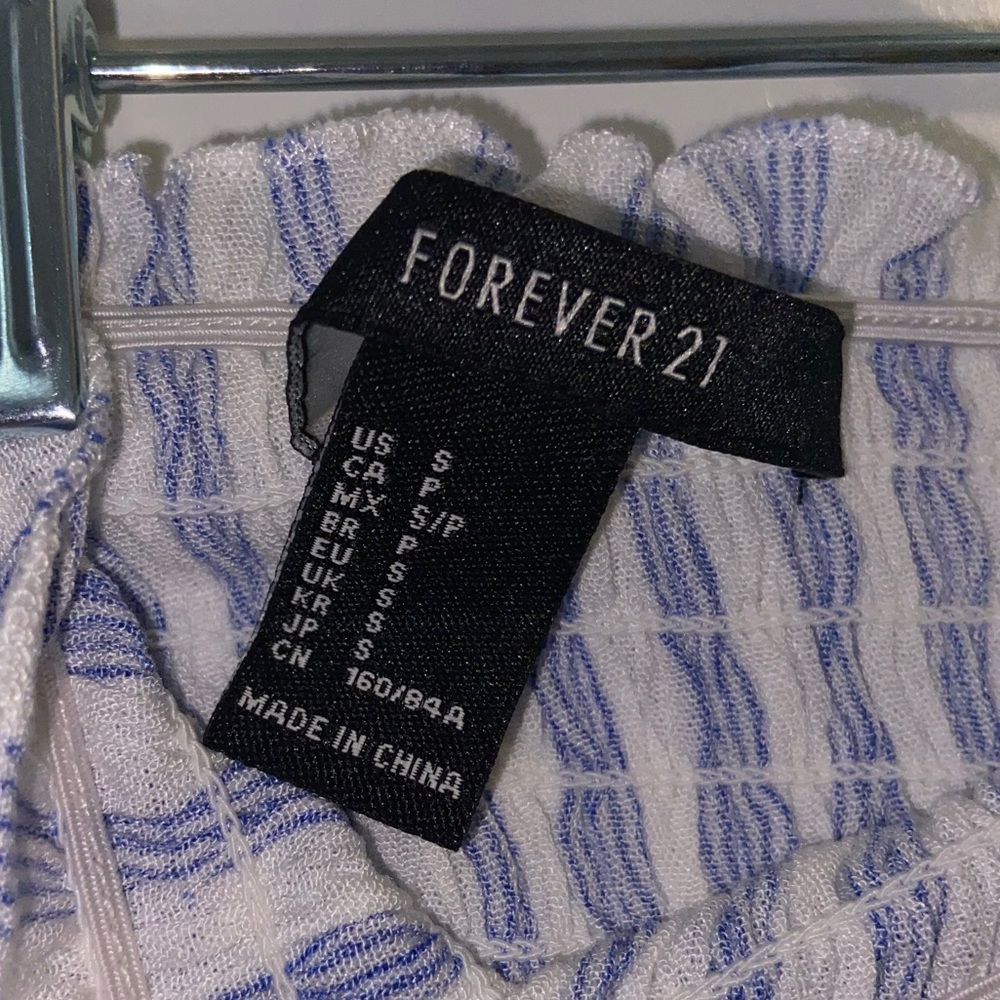 FOREVER 21
US S
CA P
MX S/P
BR P
EU S
UK S
KR S
JP S
CN 160/84A
MADE IN CHINA